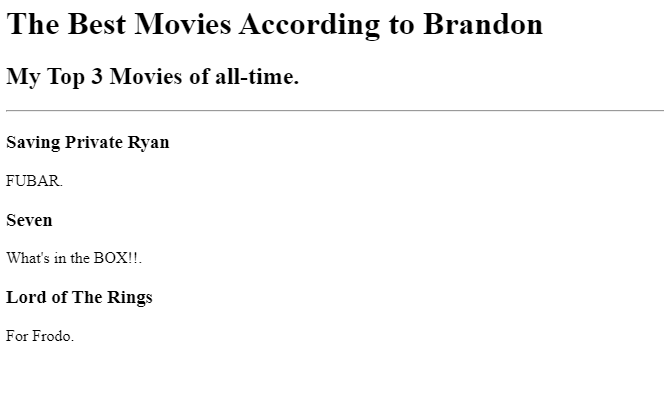 The Best Movies According to Brandon
My Top 3 Movies of all-time.
Saving Private Ryan
FUBAR.
Seven
What's in the BOX!!.
Lord of The Rings
For Frodo.